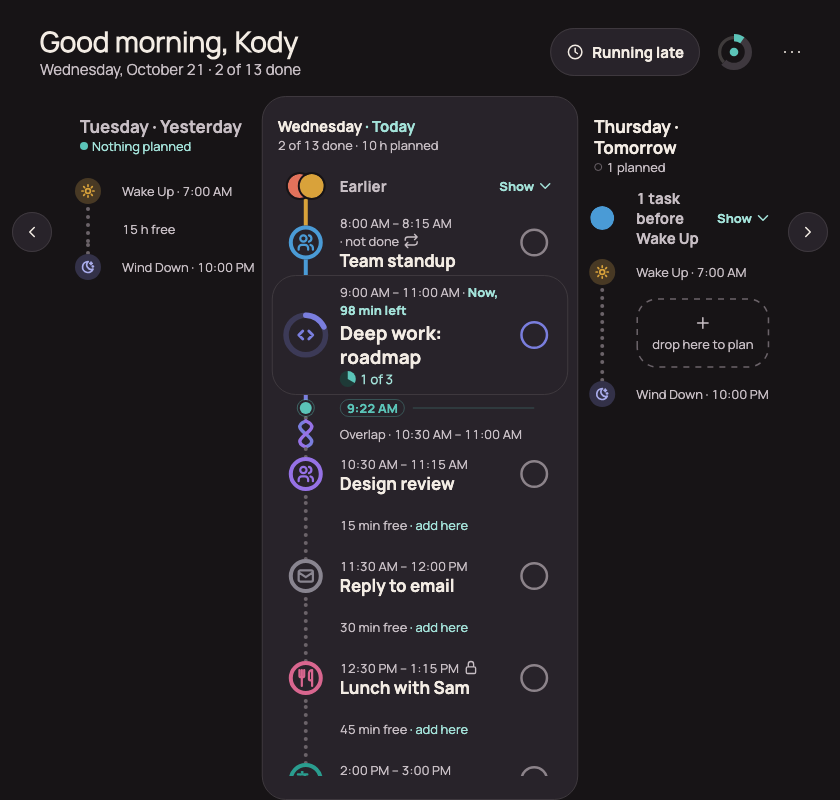 Good morning, Kody
Wednesday, October 21 · 2 of 13 done
Running late
Tuesday · Yesterday
Nothing planned
Wake Up · 7:00 AM
15 h free
Wind Down · 10:00 PM
Wednesday · Today
2 of 13 done · 10 h planned
Earlier
Show
8:00 AM – 8:15 AM
· not done
Team standup
9:00 AM – 11:00 AM · Now,
98 min left
Deep work:
roadmap
1 of 3
9:22 AM
Overlap · 10:30 AM – 11:00 AM
10:30 AM – 11:15 AM
Design review
15 min free · add here
11:30 AM – 12:00 PM
Reply to email
30 min free · add here
12:30 PM – 1:15 PM
Lunch with Sam
45 min free · add here
2:00 PM – 3:00 PM
Thursday ·
Tomorrow
1 planned
1 task
before
Wake Up
Show
Wake Up · 7:00 AM
drop here to plan
Wind Down · 10:00 PM